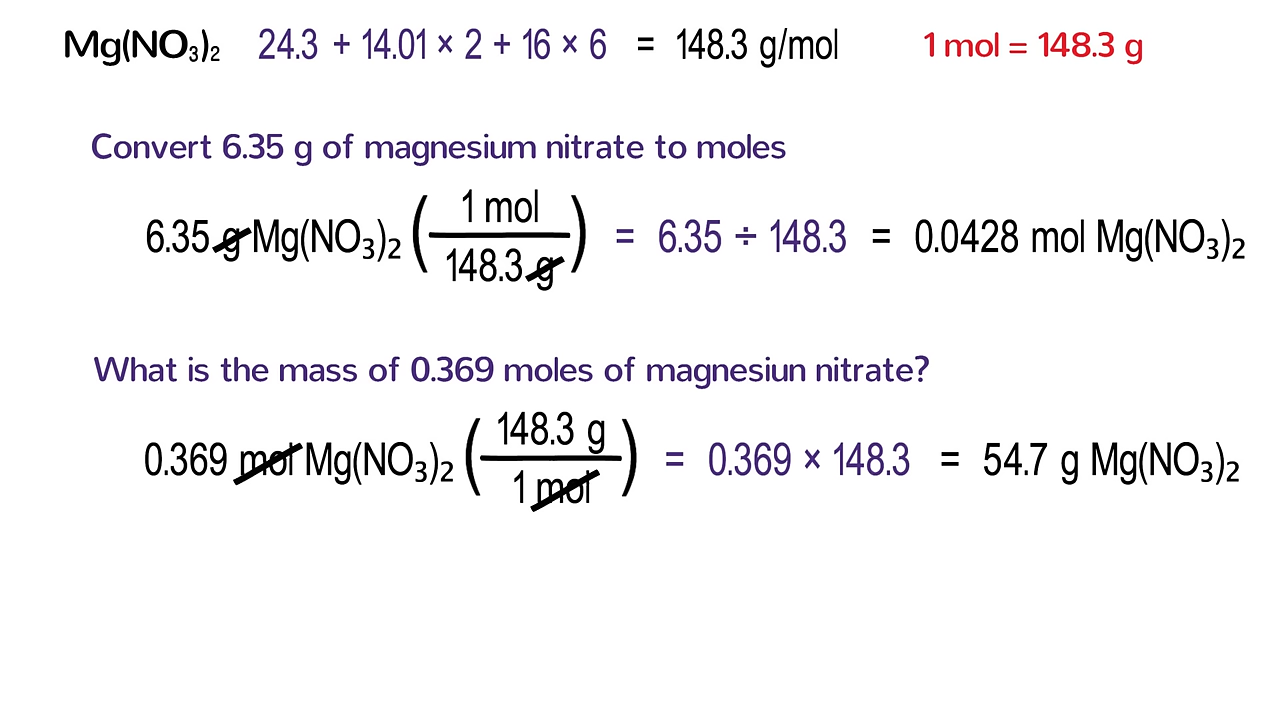 Mg(NO₃)₂ 24.3 + 14.01 × 2 + 16 × 6 = 148.3 g/mol 1 mol = 148.3 g
Convert 6.35 g of magnesium nitrate to moles
6.35 g Mg(NO₃)₂ (1 mol / 148.3 g) = 6.35 ÷ 148.3 = 0.0428 mol Mg(NO₃)₂
What is the mass of 0.369 moles of magnesiun nitrate?
0.369 mol Mg(NO₃)₂ (148.3 g / 1 mol) = 0.369 × 148.3 = 54.7 g Mg(NO₃)₂